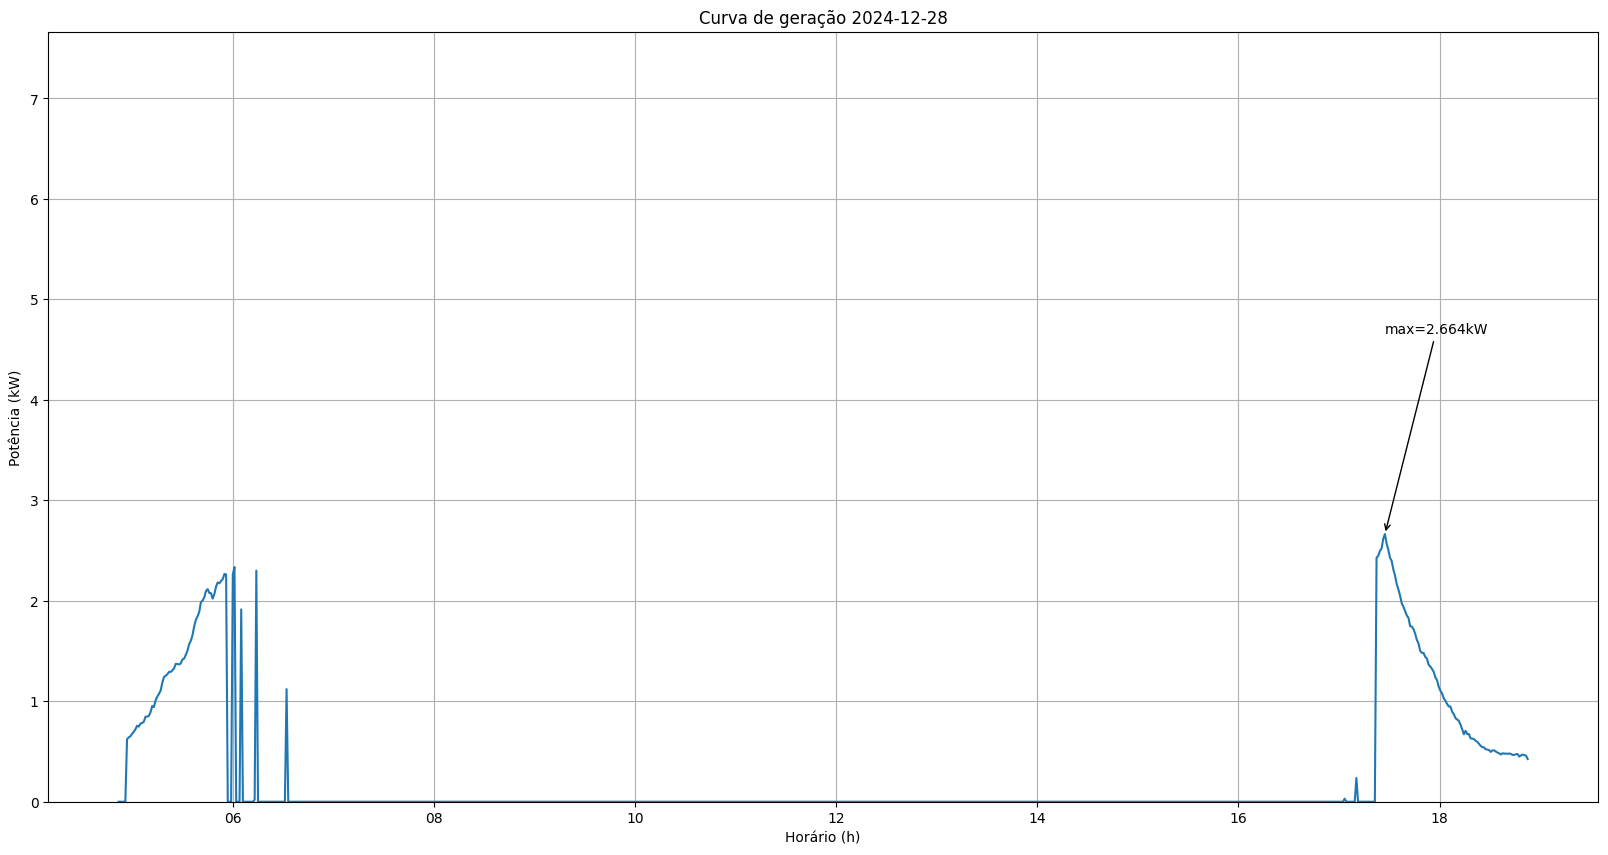 Curva de geração 2024-12-28
Potência (kW)
7
6
5
4
3
2
1
0
max=2.664kW
06 08 10 12 14 16 18
Horário (h)